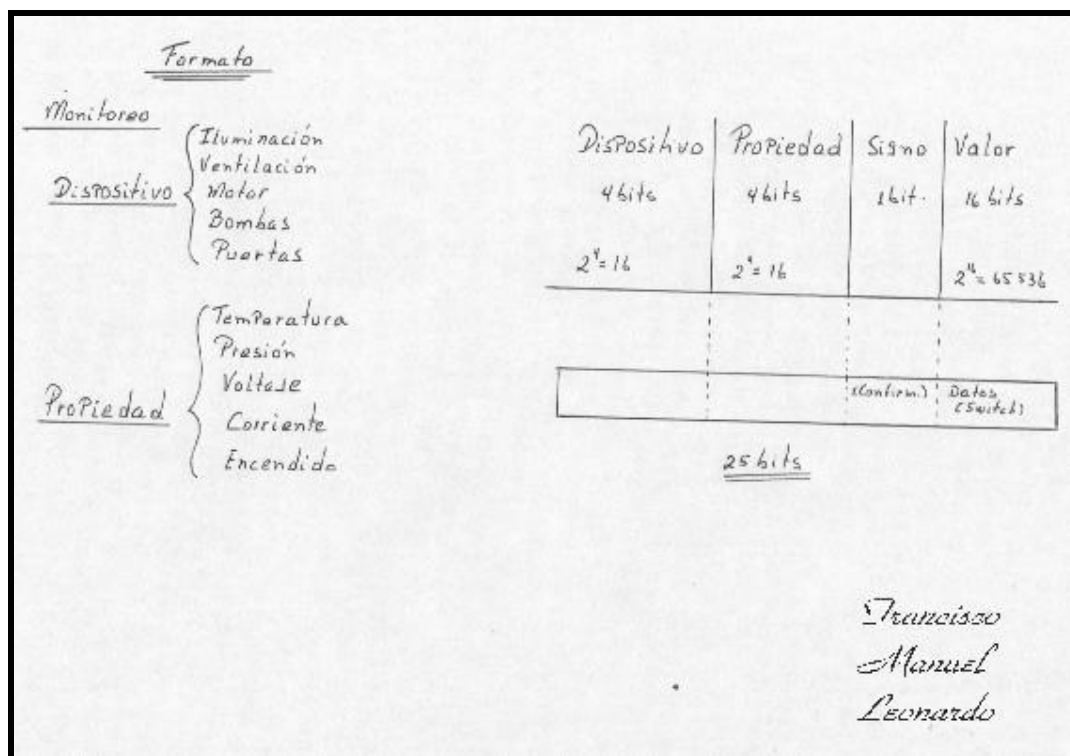 Formato
Monitoreo
Dispositivo
Iluminación
Ventilación
Motor
Bombas
Puertas
Propiedad
Temperatura
Presión
Voltaje
Corriente
Encendido
Dispositivo Propiedad Signo Valor
4 bits 4 bits 1 bit. 16 bits
2⁴=16 2⁴=16 2¹⁶=65536
(Confirm.) Datos
(Switch)
25 bits
Francisco
Manuel
Leonardo